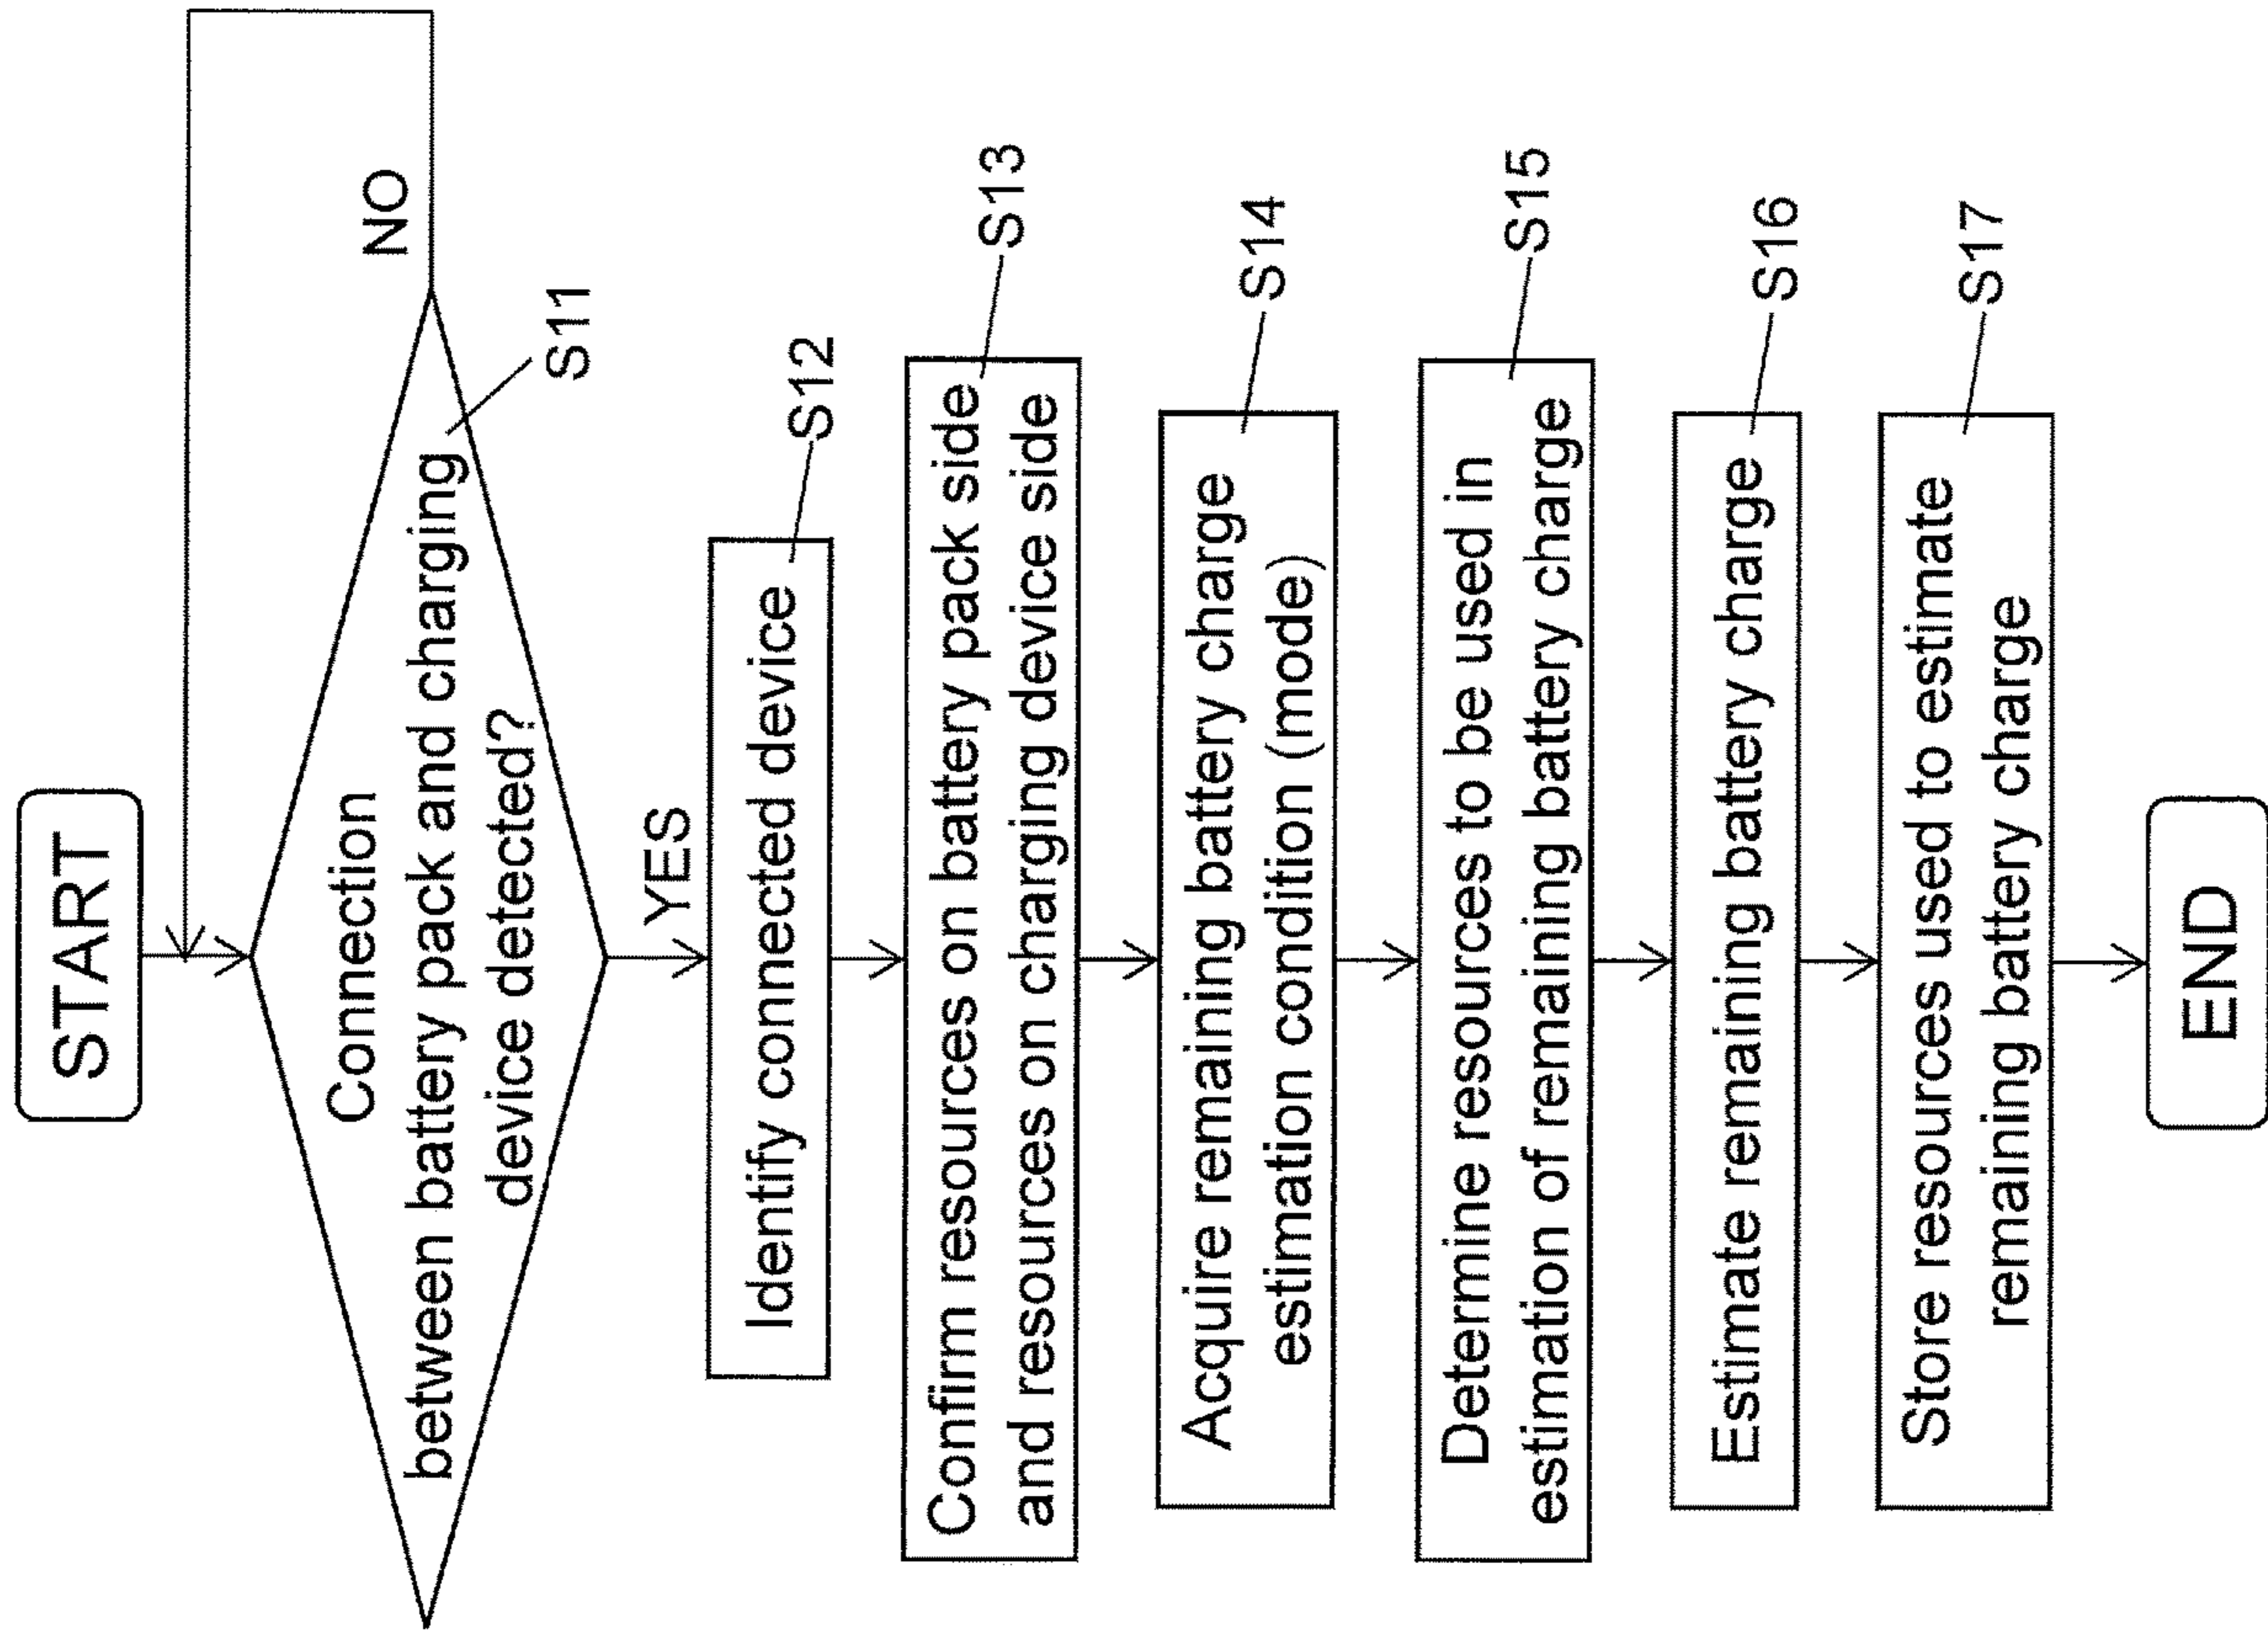 START
Connection
between battery pack and charging
device detected?
NO
S11
YES
Identify connected device
S12
Confirm resources on battery pack side
and resources on charging device side
S13
Acquire remaining battery charge
estimation condition (mode)
S14
Determine resources to be used in
estimation of remaining battery charge
S15
Estimate remaining battery charge
S16
Store resources used to estimate
remaining battery charge
S17
END